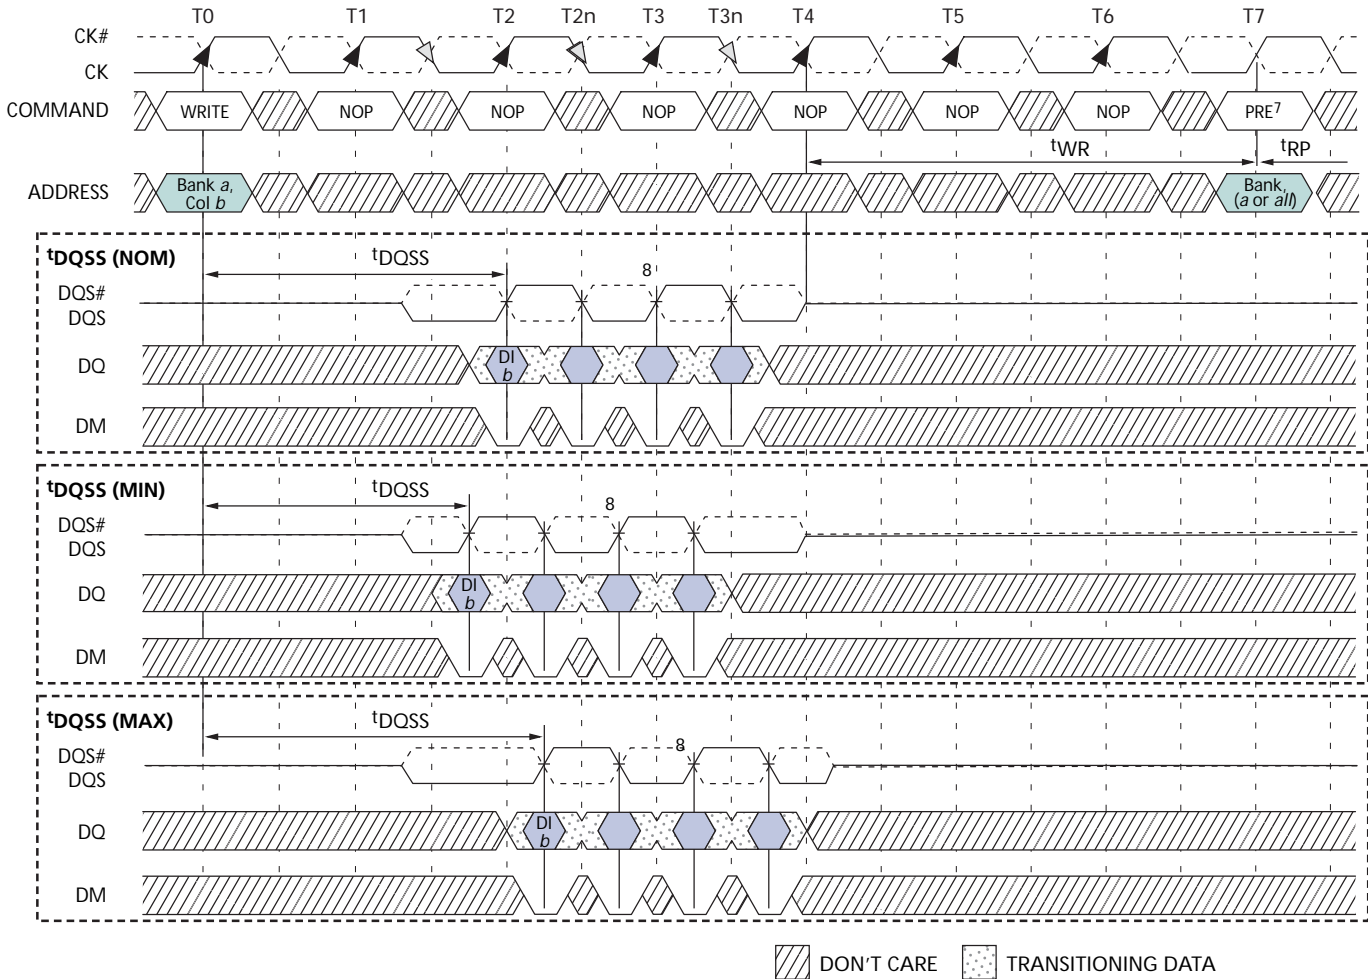 T0 T1 T2 T2n T3 T3n T4 T5 T6 T7
CK#
CK
COMMAND WRITE NOP NOP NOP NOP NOP NOP PRE7
tWR tRP
ADDRESS Bank a, Col b Bank, (a or all)
tDQSS (NOM) tDQSS
8
DQS#
DQS
DQ DI b
DM
tDQSS (MIN) tDQSS
8
DQS#
DQS
DQ DI b
DM
tDQSS (MAX) tDQSS
8
DQS#
DQS
DQ DI b
DM
DON'T CARE TRANSITIONING DATA